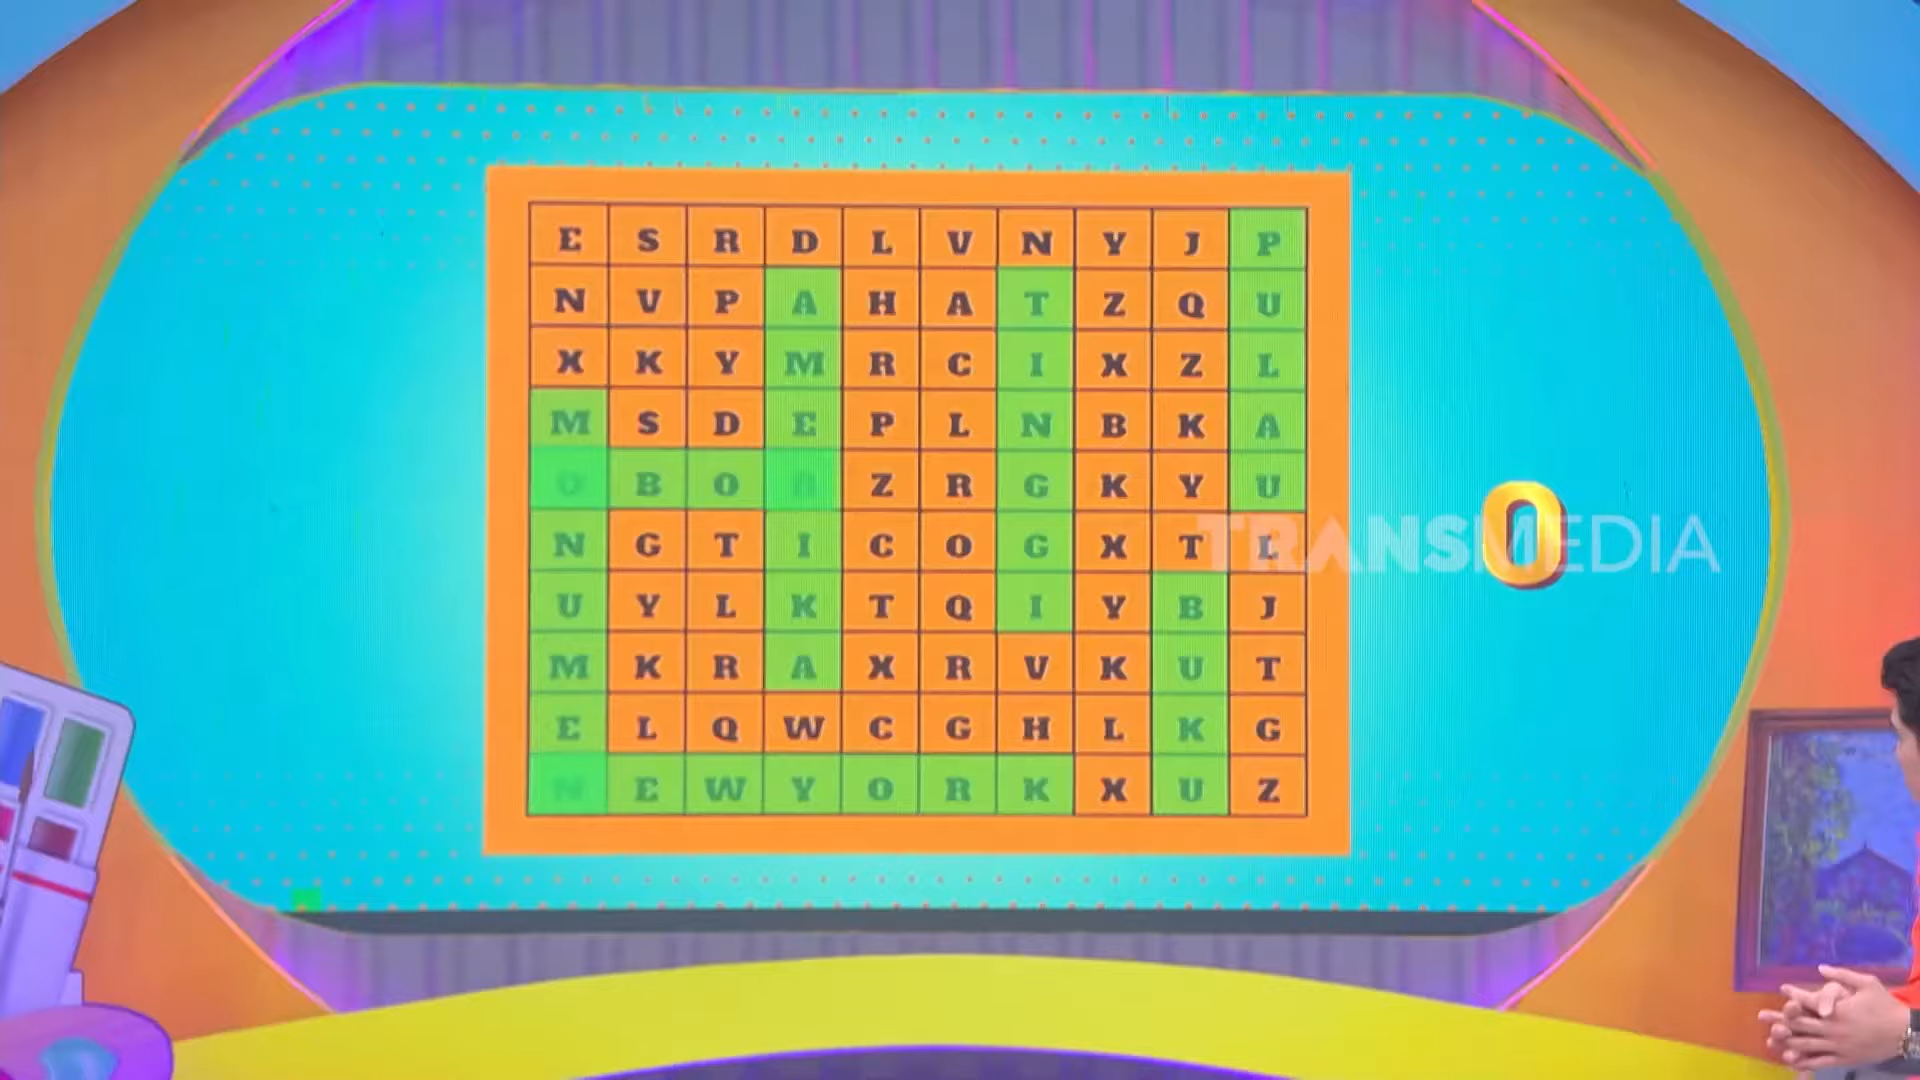 E S R D L V N Y J P
N V P A H A T Z Q U
X K Y M R C I X Z L
M S D E P L N B K A
O B O R Z R G K Y U
N G T I C O G X T L
U Y L K T Q I Y B J
M K R A X R V K U T
E L Q W C G H L K G
N E W Y O R K X U Z
0
TRANSMEDIA